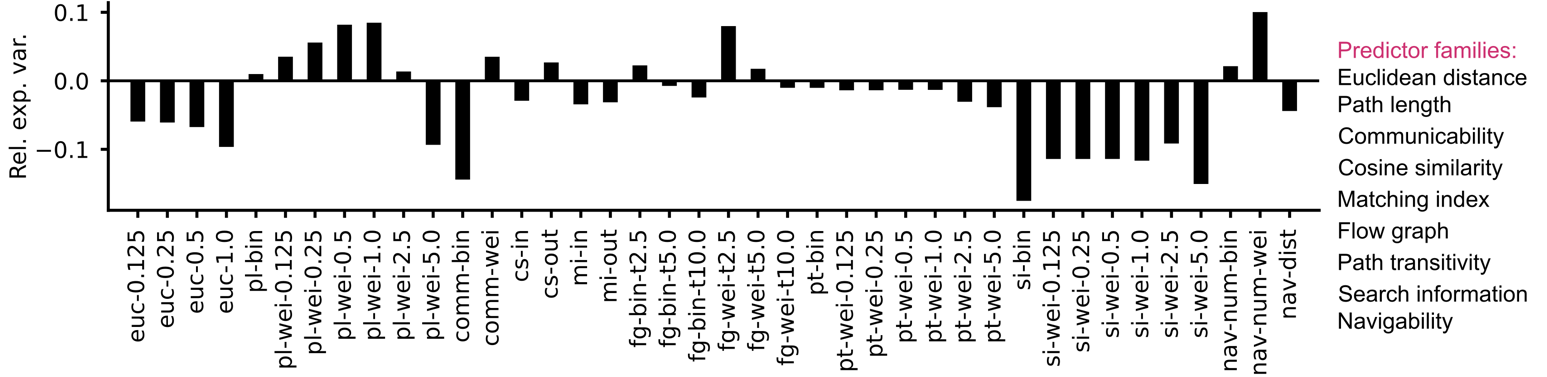 Rel. exp. var.
0.1
0.0
−0.1
euc-0.125
euc-0.25
euc-0.5
euc-1.0
pl-bin
pl-wei-0.125
pl-wei-0.25
pl-wei-0.5
pl-wei-1.0
pl-wei-2.5
pl-wei-5.0
comm-bin
comm-wei
cs-in
cs-out
mi-in
mi-out
fg-bin-t2.5
fg-bin-t5.0
fg-bin-t10.0
fg-wei-t2.5
fg-wei-t5.0
fg-wei-t10.0
pt-bin
pt-wei-0.125
pt-wei-0.25
pt-wei-0.5
pt-wei-1.0
pt-wei-2.5
pt-wei-5.0
si-bin
si-wei-0.125
si-wei-0.25
si-wei-0.5
si-wei-1.0
si-wei-2.5
si-wei-5.0
nav-num-bin
nav-num-wei
nav-dist
Predictor families:
Euclidean distance
Path length
Communicability
Cosine similarity
Matching index
Flow graph
Path transitivity
Search information
Navigability